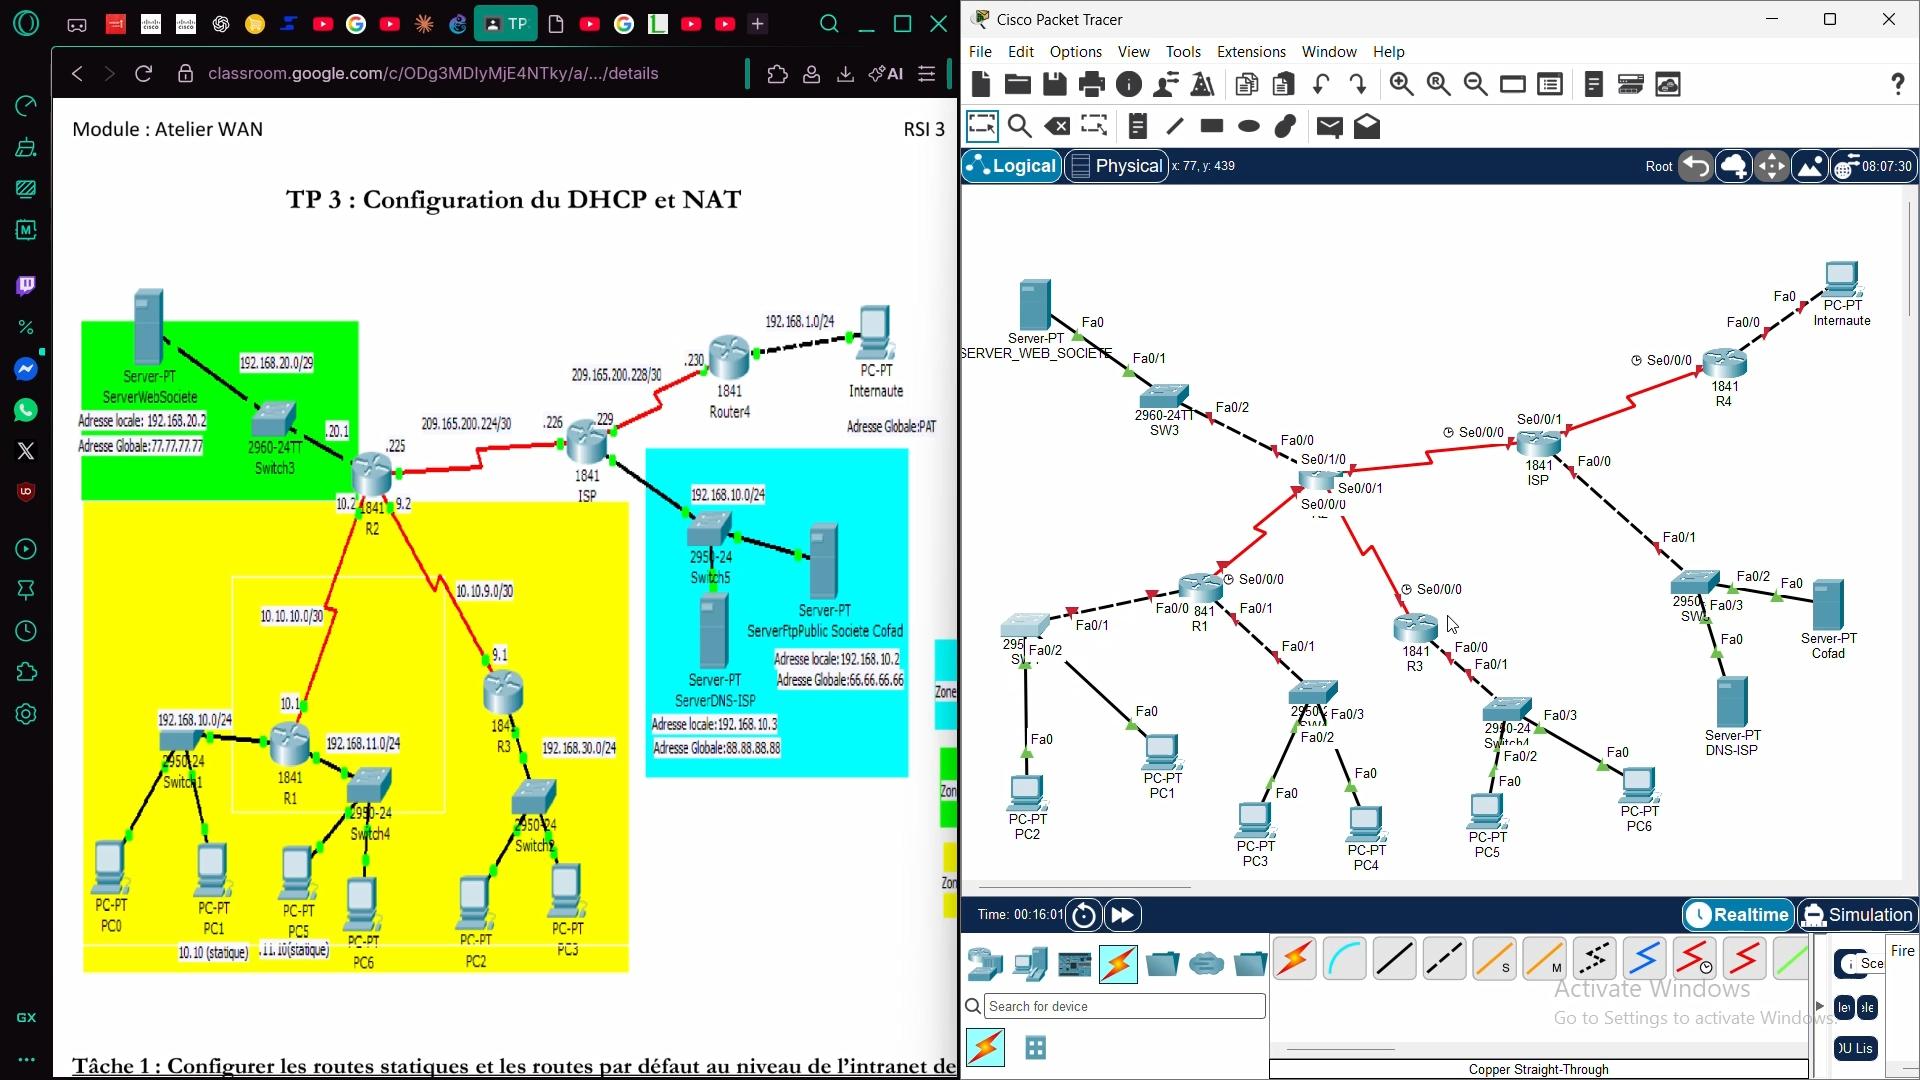 TP
classroom.google.com/c/ODg3MDIyMjE4NTky/a/.../details
AI
Module : Atelier WAN
RSI 3
TP 3 : Configuration du DHCP et NAT
192.168.20.0/29
Server-PT
ServerWebSociete
Adresse locale: 192.168.20.2
Adresse Globale:77.77.77.77
2960-24TT
Switch3
.20.1
209.165.200.224/30
.225
.226
.229
209.165.200.228/30
.230
192.168.1.0/24
1841
Router4
PC-PT
Internaute
Adresse Globale:PAT
1841
ISP
10.2
1841
R2
9.2
192.168.10.0/24
2950-24
Switch5
Server-PT
ServerFtpPublic Societe Cofad
Adresse locale:192.168.10.2
Adresse Globale:66.66.66.66
Server-PT
ServerDNS-ISP
Adresse locale:192.168.10.3
Adresse Globale:88.88.88.88
10.10.10.0/30
10.10.9.0/30
9.1
10.1
192.168.10.0/24
192.168.11.0/24
192.168.30.0/24
2950-24
Switch1
1841
R1
2950-24
Switch4
R3
2950-24
Switch2
PC-PT
PC0
PC-PT
PC1
PC-PT
PC5
PC-PT
PC6
PC-PT
PC2
PC-PT
PC3
10.10 (statique)
.11.10(statique)
Zone
Zon
Zon
Tâche 1 : Configurer les routes statiques et les routes par défaut au niveau de l'intranet de
GX
Cisco Packet Tracer
File Edit Options View Tools Extensions Window Help
Logical
Physical
x: 77, y: 439
Root
08:07:30
Server-PT
SERVER_WEB_SOCIETE
Fa0
Fa0/1
2960-24TT
SW3
Fa0/2
Fa0/0
Se0/1/0
Se0/0/1
Se0/0/0
Se0/0/0
Se0/0/1
1841
ISP
Fa0/0
Se0/0/0
1841
R4
Fa0/0
Fa0
PC-PT
Internaute
Fa0/1
Fa0/2
Fa0
Fa0/3
Fa0
Server-PT
Cofad
Server-PT
DNS-ISP
Se0/0/0
Fa0/0
841
R1
Fa0/1
Fa0/1
Fa0/2
Fa0
Fa0
PC-PT
PC1
PC-PT
PC2
Fa0/1
Fa0/3
Fa0/2
Fa0
Fa0
PC-PT
PC3
PC-PT
PC4
Se0/0/0
1841
R3
Fa0/0
Fa0/1
2950-24
Switch4
Fa0/3
Fa0/2
Fa0
Fa0
PC-PT
PC5
PC-PT
PC6
Time: 00:16:01
Realtime
Simulation
Search for device
S
M
Copper Straight-Through
Fire
Sce
Activate Windows
Go to Settings to activate Windows.